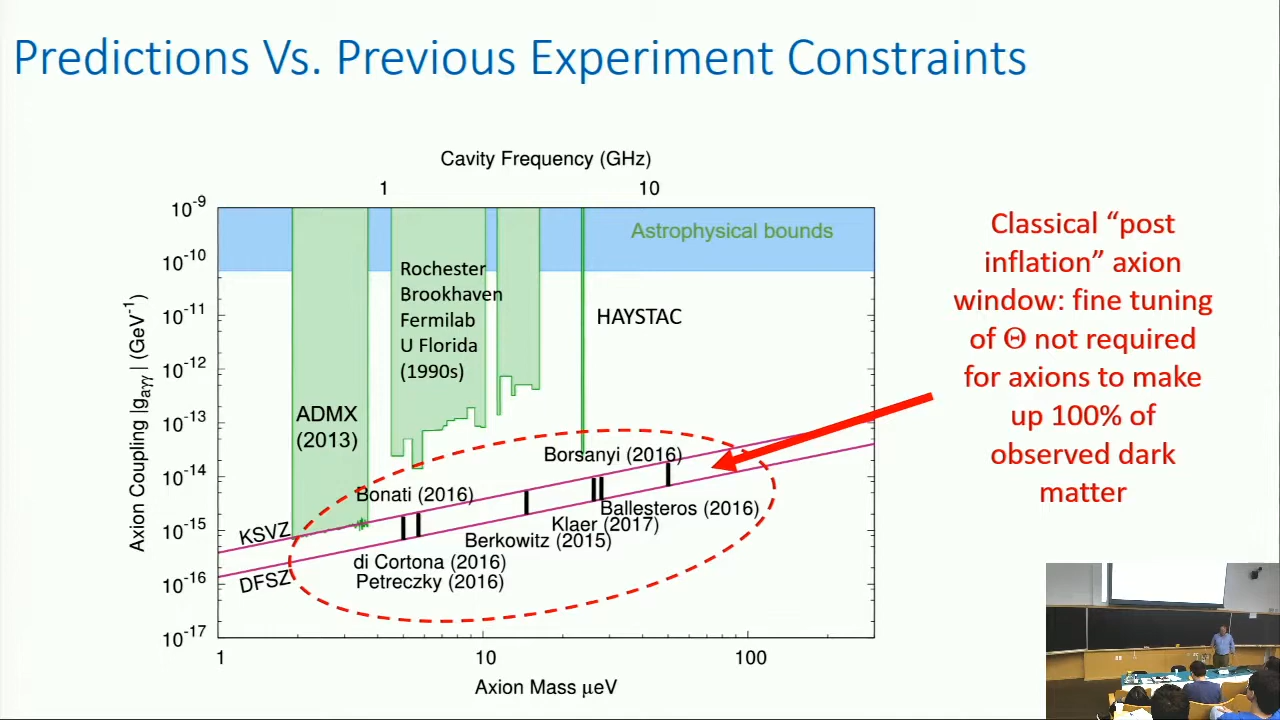 Predictions Vs. Previous Experiment Constraints
Cavity Frequency (GHz)
1
10
10⁻⁹
10⁻¹⁰
10⁻¹¹
10⁻¹²
10⁻¹³
10⁻¹⁴
10⁻¹⁵
10⁻¹⁶
10⁻¹⁷
Axion Coupling |gₐᵧᵧ| (GeV⁻¹)
Astrophysical bounds
Rochester
Brookhaven
Fermilab
U Florida
(1990s)
HAYSTAC
ADMX
(2013)
Borsanyi (2016)
Bonati (2016)
Ballesteros (2016)
Klaer (2017)
Berkowitz (2015)
di Cortona (2016)
Petreczky (2016)
KSVZ
DFSZ
1
10
100
Axion Mass μeV
Classical “post
inflation” axion
window: fine tuning
of Θ not required
for axions to make
up 100% of
observed dark
matter